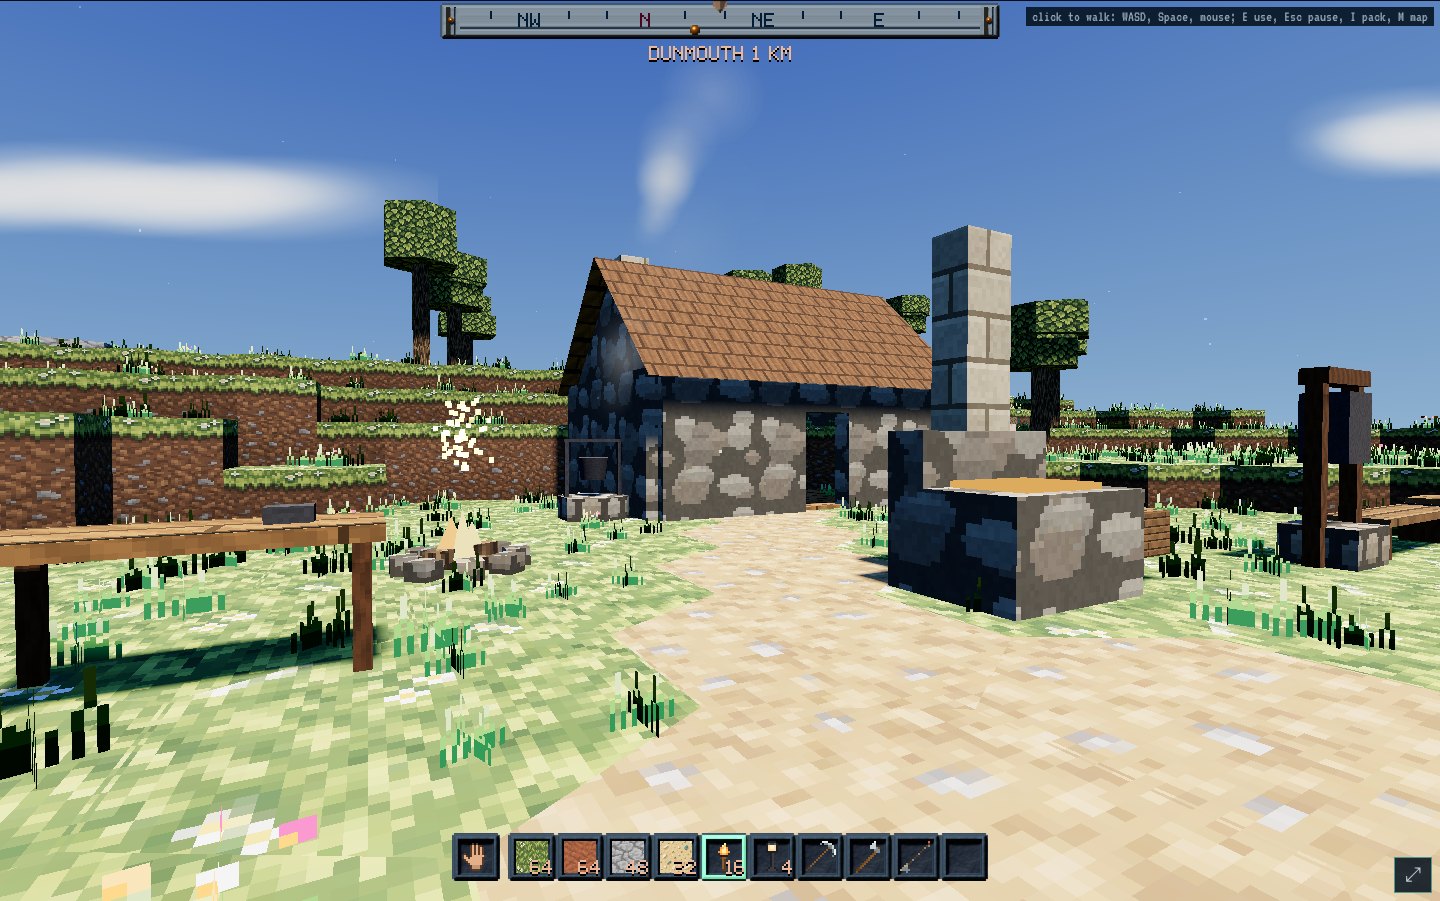 NW N NE E
click to walk: WASD, Space, mouse; E use, Esc pause, I pack, M map
DUNMOUTH 1 KM
64 64 48 32 16 4